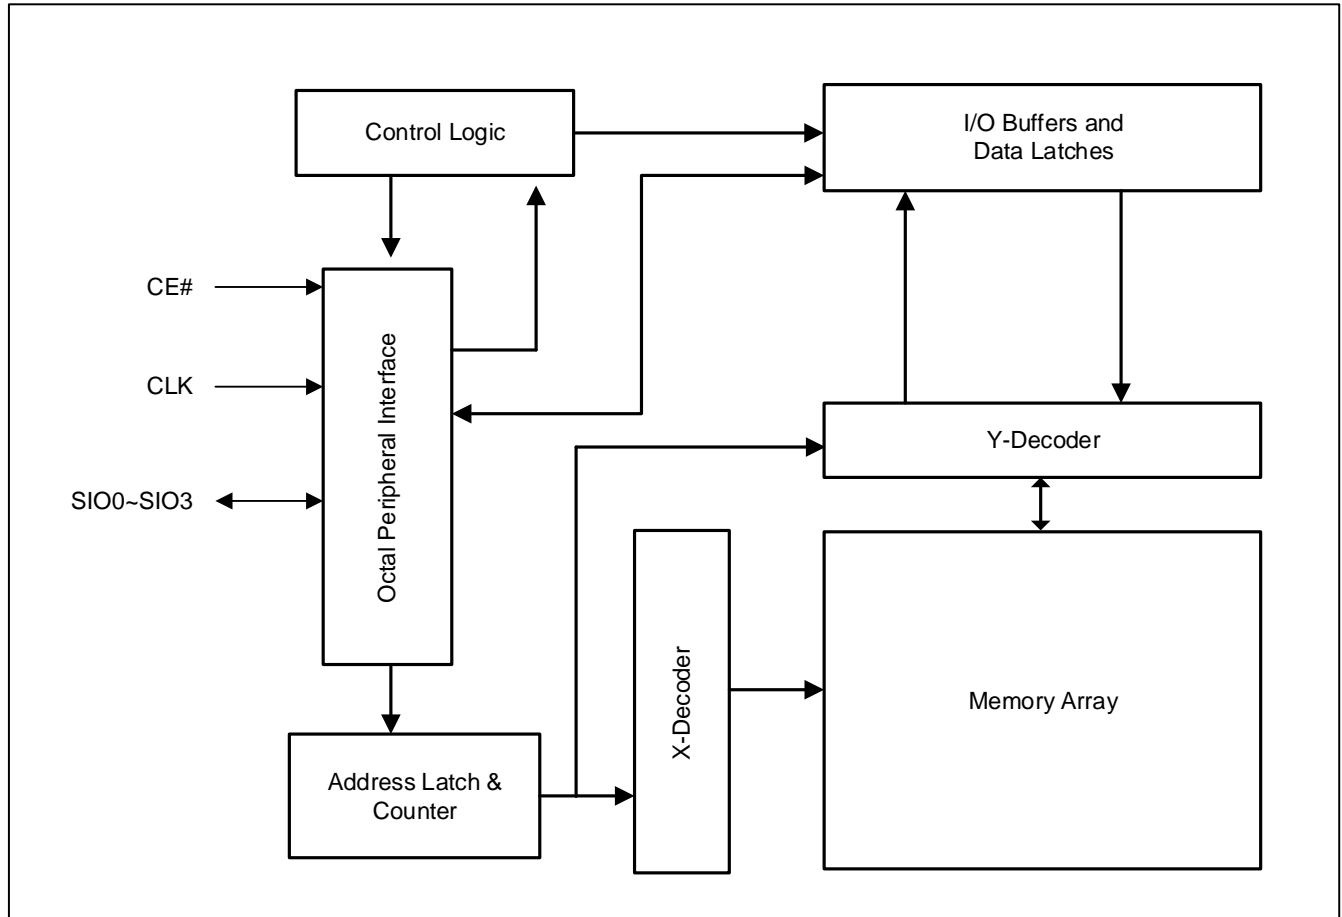 Control Logic
I/O Buffers and
Data Latches
CE#
CLK
SIO0~SIO3
Octal Peripheral Interface
Y-Decoder
X-Decoder
Memory Array
Address Latch &
Counter